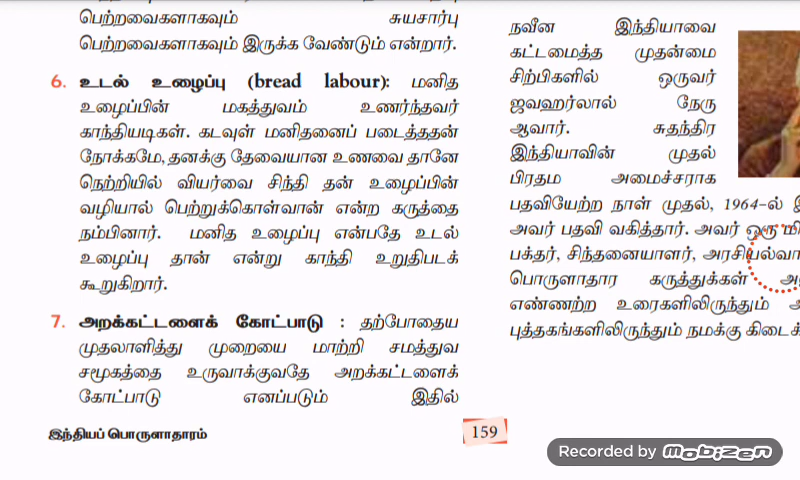 பெற்றவைகளாகவும் சுயசார்பு
பெற்றவைகளாகவும் இருக்க வேண்டும் என்றார்.
6. உடல் உழைப்பு (bread labour): மனித
உழைப்பின் மகத்துவம் உணர்ந்தவர்
காந்தியடிகள். கடவுள் மனிதனைப் படைத்ததன்
நோக்கமே, தனக்கு தேவையான உணவை தானே
நெற்றியில் வியர்வை சிந்தி தன் உழைப்பின்
வழியால் பெற்றுக்கொள்வான் என்ற கருத்தை
நம்பினார். மனித உழைப்பு என்பதே உடல்
உழைப்பு தான் என்று காந்தி உறுதிபடக்
கூறுகிறார்.
7. அறக்கட்டளைக் கோட்பாடு : தற்போதைய
முதலாளித்து முறையை மாற்றி சமத்துவ
சமூகத்தை உருவாக்குவதே அறக்கட்டளைக்
கோட்பாடு எனப்படும் இதில்
நவீன இந்தியாவை
கட்டமைத்த முதன்மை
சிற்பிகளில் ஒருவர்
ஜவஹர்லால் நேரு
ஆவார். சுதந்திர
இந்தியாவின் முதல்
பிரதம அமைச்சராக
பதவியேற்ற நாள் முதல், 1964-ல்
அவர் பதவி வகித்தார். அவர் ஒரு
பக்தர், சிந்தனையாளர்,
பொருளாதார கருத்துக்கள்
எண்ணற்ற உரைகளிலிருந்தும்
புத்தகங்களிலிருந்தும் நமக்கு
இந்தியப் பொருளாதாரம்
159
Recorded by mobizen